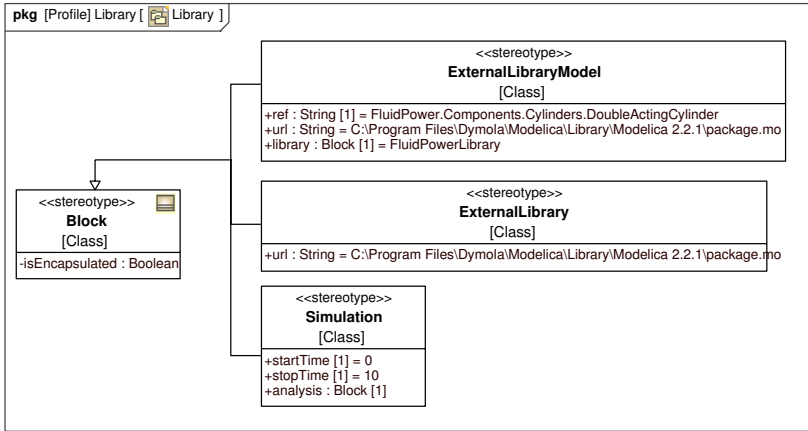 pkg [Profile] Library [ Library ]
<<stereotype>>
ExternalLibraryModel
[Class]
+ref : String [1] = FluidPower.Components.Cylinders.DoubleActingCylinder
+url : String = C:\Program Files\Dymola\Modelica\Library\Modelica 2.2.1\package.mo
+library : Block [1] = FluidPowerLibrary
<<stereotype>>
Block
[Class]
-isEncapsulated : Boolean
<<stereotype>>
ExternalLibrary
[Class]
+url : String = C:\Program Files\Dymola\Modelica\Library\Modelica 2.2.1\package.mo
<<stereotype>>
Simulation
[Class]
+startTime [1] = 0
+stopTime [1] = 10
+analysis : Block [1]